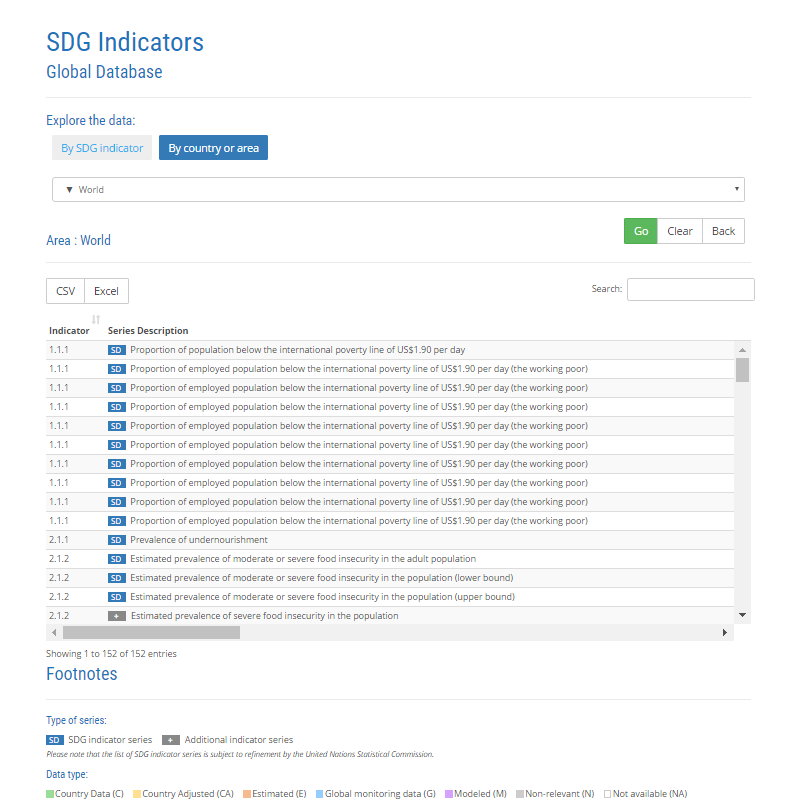 SDG Indicators
Global Database
Explore the data:
By SDG indicator By country or area
▼ World
Go Clear Back
Area : World
CSV Excel
Search:
Indicator Series Description
1.1.1 SD Proportion of population below the international poverty line of US$1.90 per day
1.1.1 SD Proportion of employed population below the international poverty line of US$1.90 per day (the working poor)
1.1.1 SD Proportion of employed population below the international poverty line of US$1.90 per day (the working poor)
1.1.1 SD Proportion of employed population below the international poverty line of US$1.90 per day (the working poor)
1.1.1 SD Proportion of employed population below the international poverty line of US$1.90 per day (the working poor)
1.1.1 SD Proportion of employed population below the international poverty line of US$1.90 per day (the working poor)
1.1.1 SD Proportion of employed population below the international poverty line of US$1.90 per day (the working poor)
1.1.1 SD Proportion of employed population below the international poverty line of US$1.90 per day (the working poor)
1.1.1 SD Proportion of employed population below the international poverty line of US$1.90 per day (the working poor)
1.1.1 SD Proportion of employed population below the international poverty line of US$1.90 per day (the working poor)
2.1.1 SD Prevalence of undernourishment
2.1.2 SD Estimated prevalence of moderate or severe food insecurity in the adult population
2.1.2 SD Estimated prevalence of moderate or severe food insecurity in the population (lower bound)
2.1.2 SD Estimated prevalence of moderate or severe food insecurity in the population (upper bound)
2.1.2 + Estimated prevalence of severe food insecurity in the population
Showing 1 to 152 of 152 entries
Footnotes
Type of series:
SD SDG indicator series + Additional indicator series
Please note that the list of SDG indicator series is subject to refinement by the United Nations Statistical Commission.
Data type:
Country Data (C) Country Adjusted (CA) Estimated (E) Global monitoring data (G) Modeled (M) Non-relevant (N) Not available (NA)